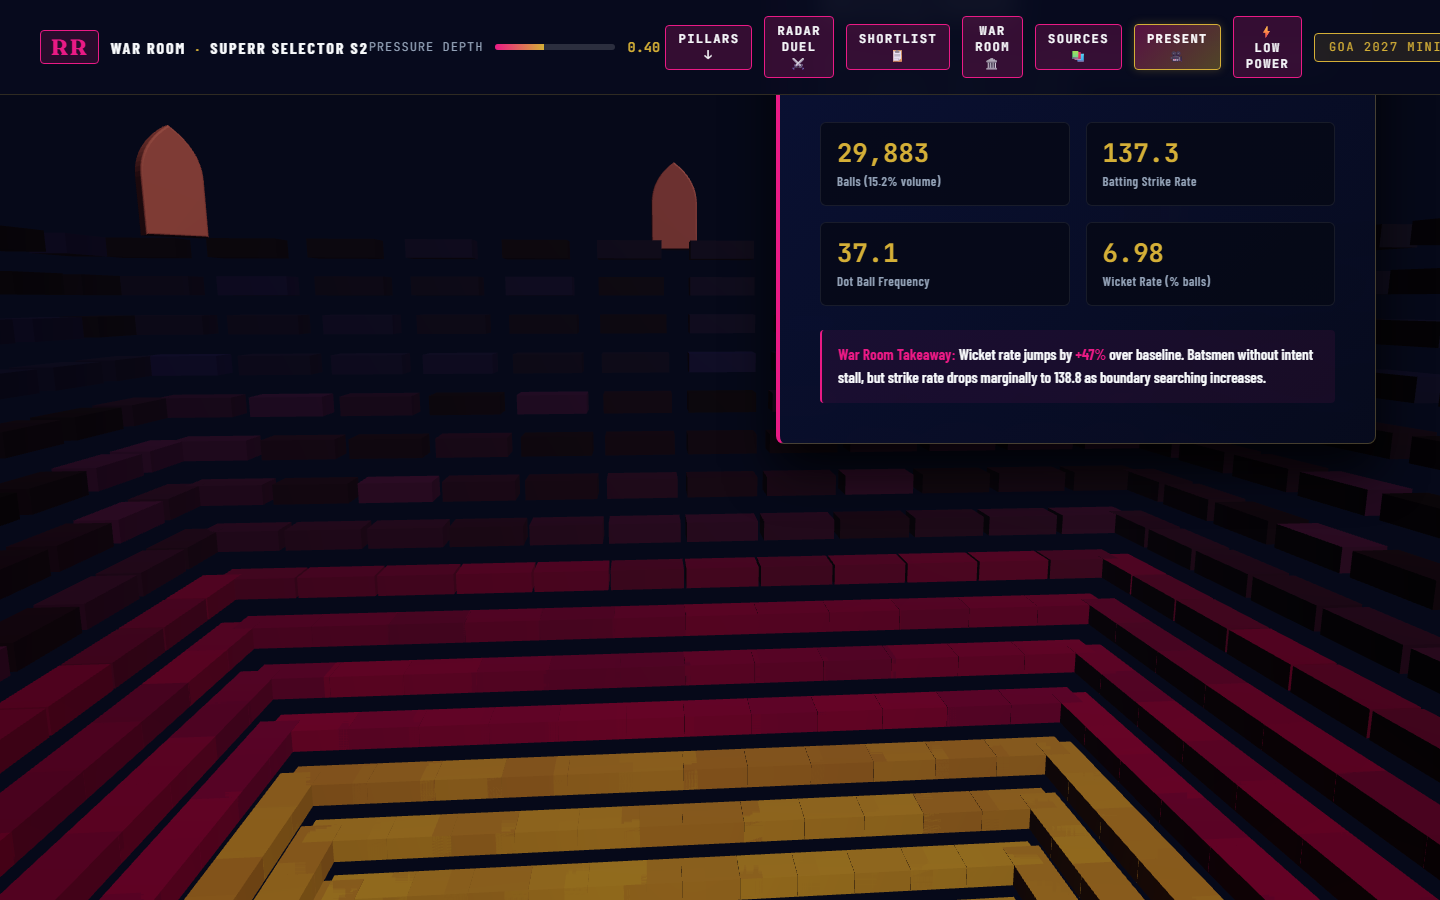 RR
WAR ROOM · SUPERR SELECTOR S2
PRESSURE DEPTH
0.40
PILLARS
↓
RADAR
DUEL
SHORTLIST
WAR
ROOM
SOURCES
PRESENT
LOW
POWER
GOA 2027 MINI
29,883
Balls (15.2% volume)
137.3
Batting Strike Rate
37.1
Dot Ball Frequency
6.98
Wicket Rate (% balls)
War Room Takeaway: Wicket rate jumps by +47% over baseline. Batsmen without intent
stall, but strike rate drops marginally to 138.8 as boundary searching increases.